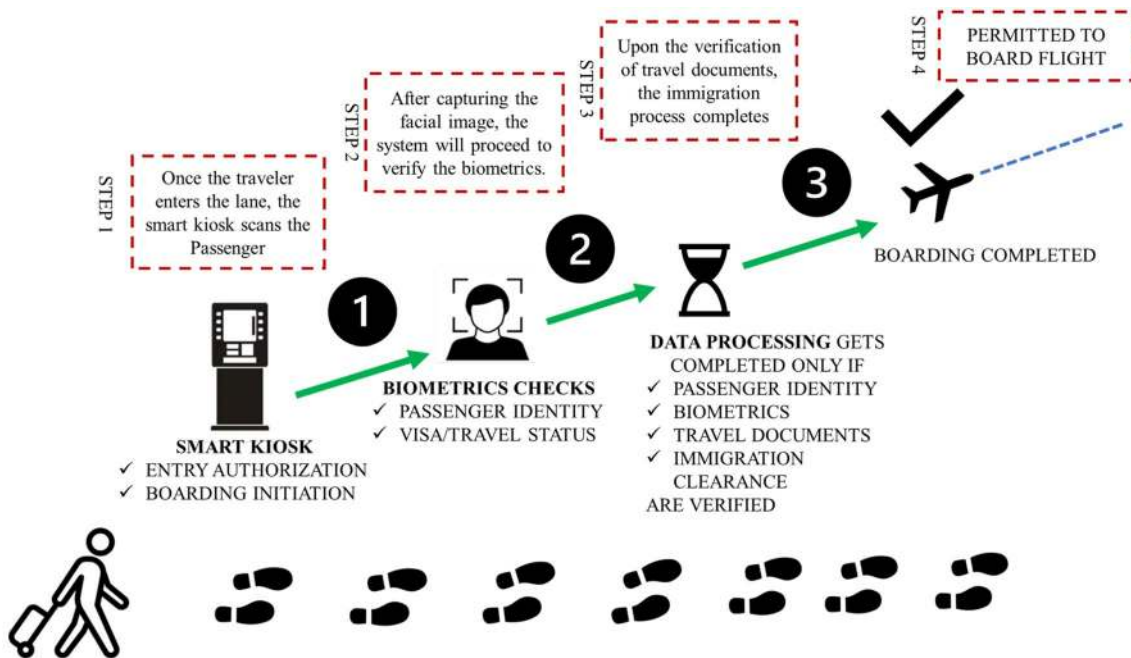 STEP 1
Once the traveler
enters the lane, the
smart kiosk scans the
Passenger
STEP 2
After capturing the
facial image, the
system will proceed to
verify the biometrics.
STEP 3
Upon the verification
of travel documents,
the immigration
process completes
STEP 4
PERMITTED TO
BOARD FLIGHT
1
2
3
SMART KIOSK
✓ ENTRY AUTHORIZATION
✓ BOARDING INITIATION
BIOMETRICS CHECKS
✓ PASSENGER IDENTITY
✓ VISA/TRAVEL STATUS
DATA PROCESSING GETS
COMPLETED ONLY IF
✓ PASSENGER IDENTITY
✓ BIOMETRICS
✓ TRAVEL DOCUMENTS
✓ IMMIGRATION
CLEARANCE
ARE VERIFIED
BOARDING COMPLETED